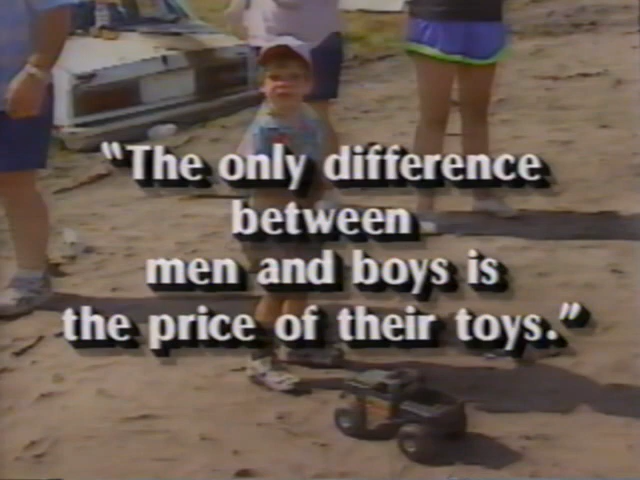 "The only difference
between
men and boys is
the price of their toys."